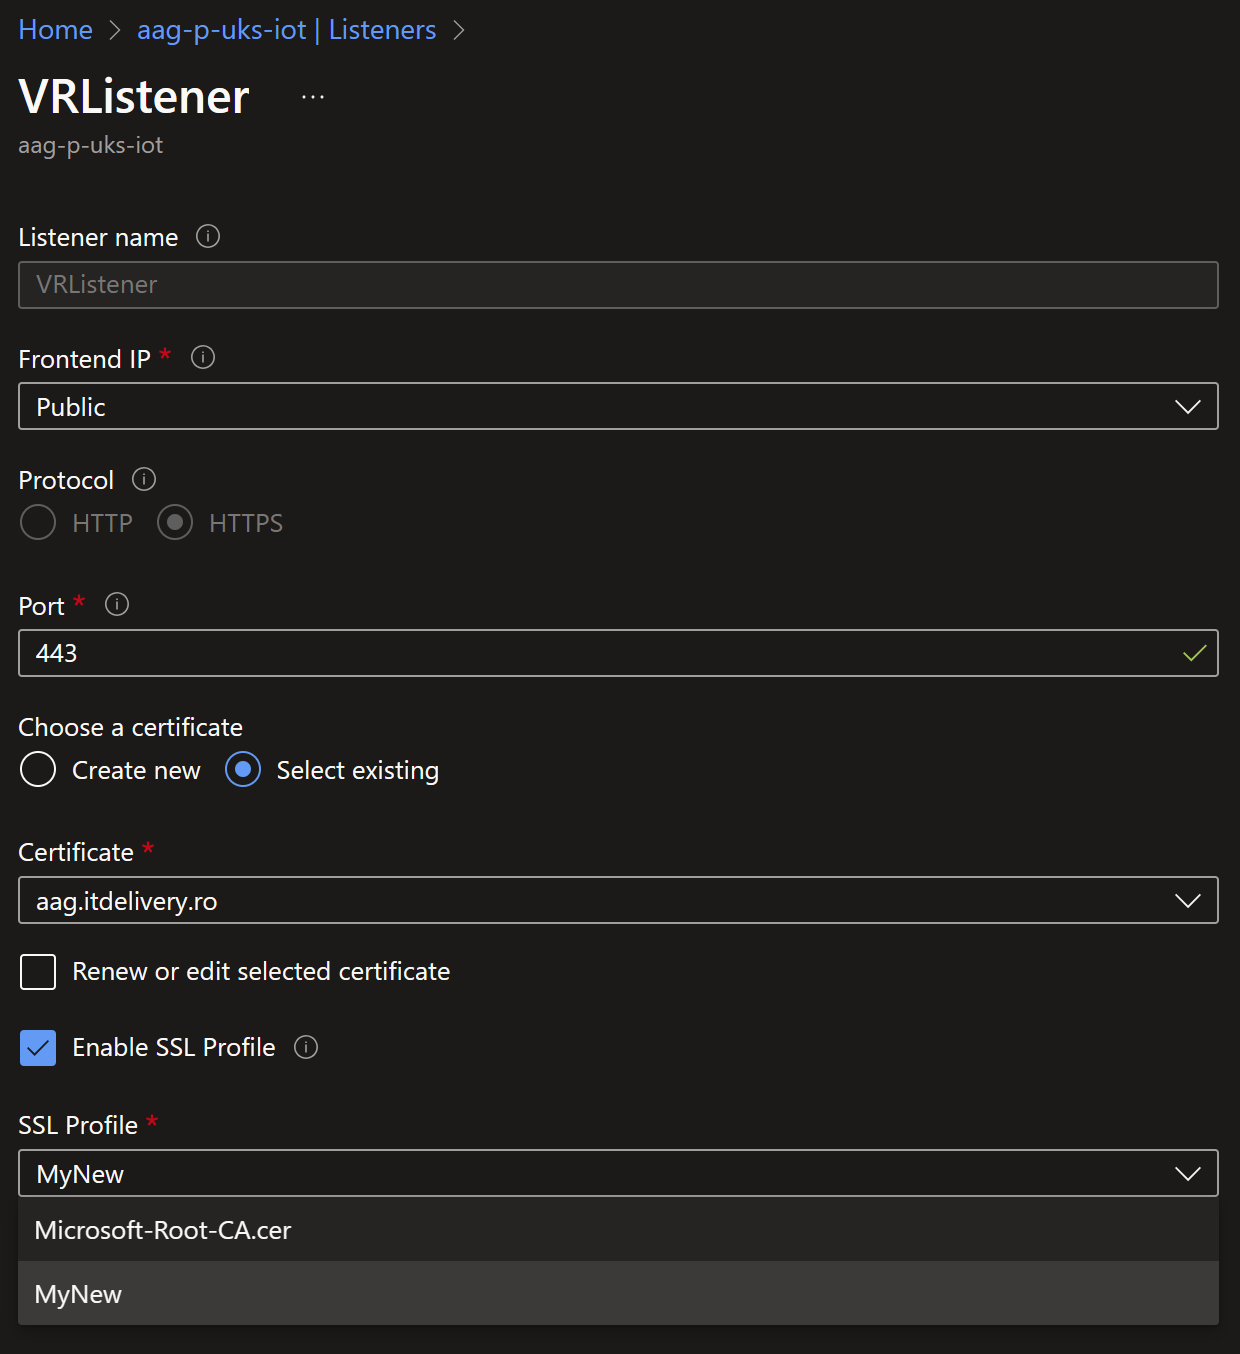 Home > aag-p-uks-iot | Listeners >
VRListener ...
aag-p-uks-iot
Listener name
VRListener
Frontend IP *
Public
Protocol
HTTP HTTPS
Port *
443
Choose a certificate
Create new Select existing
Certificate *
aag.itdelivery.ro
Renew or edit selected certificate
Enable SSL Profile
SSL Profile *
MyNew
Microsoft-Root-CA.cer
MyNew